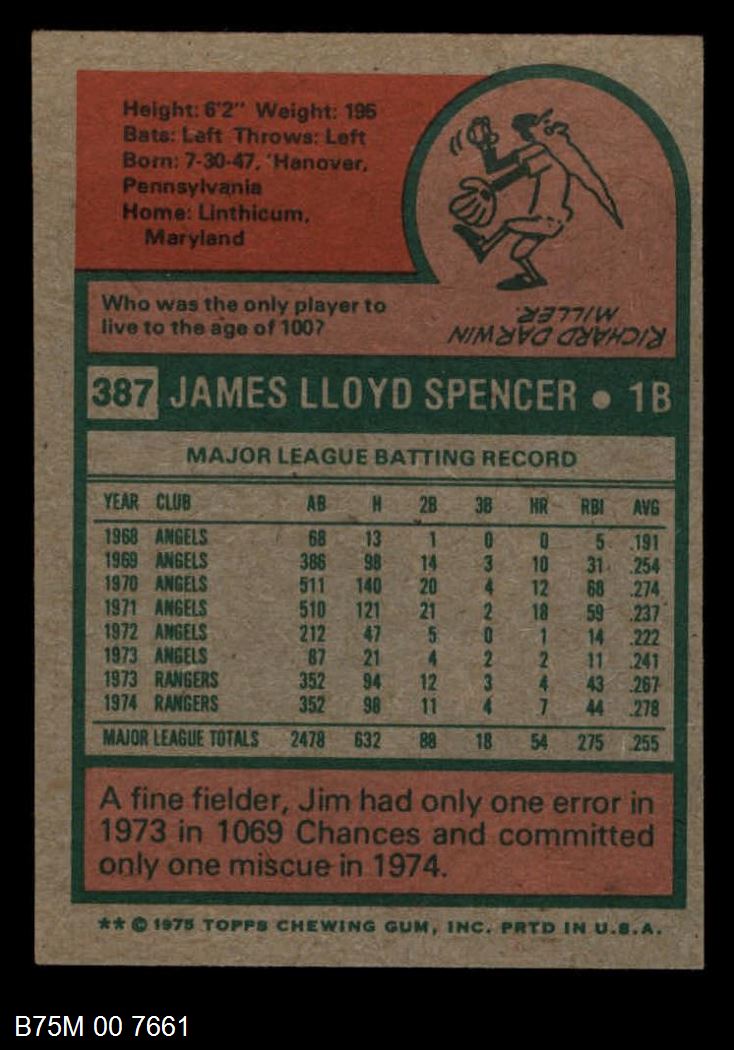 Height: 6'2" Weight: 195
Bats: Left Throws: Left
Born: 7-30-47, 'Hanover,
Pennsylvania
Home: Linthicum,
Maryland
Who was the only player to
live to the age of 100?
RICHARD DARWIN
MILLER.
387 JAMES LLOYD SPENCER • 1B
MAJOR LEAGUE BATTING RECORD
YEAR CLUB AB H 2B 3B HR RBI AVG
1968 ANGELS 68 13 1 0 0 5 .191
1969 ANGELS 386 98 14 3 10 31 .254
1970 ANGELS 511 140 20 4 12 68 .274
1971 ANGELS 510 121 21 2 18 59 .237
1972 ANGELS 212 47 5 0 1 14 .222
1973 ANGELS 87 21 4 2 2 11 .241
1973 RANGERS 352 94 12 3 4 43 .267
1974 RANGERS 352 98 11 4 7 44 .278
MAJOR LEAGUE TOTALS 2478 632 88 18 54 275 .255
A fine fielder, Jim had only one error in
1973 in 1069 Chances and committed
only one miscue in 1974.
** © 1975 TOPPS CHEWING GUM, INC. PRTD IN U.S.A.
B75M 00 7661